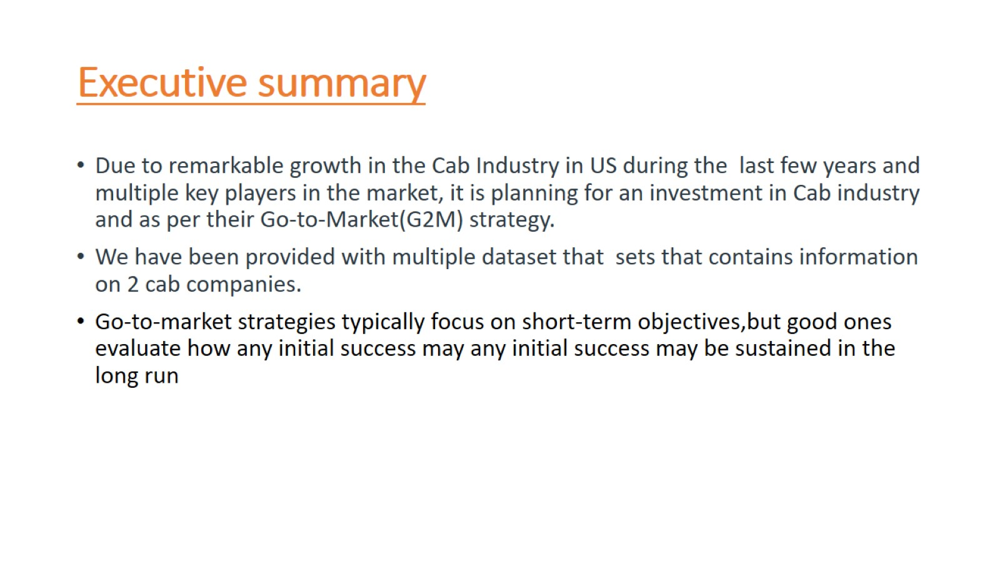 Executive summary
• Due to remarkable growth in the Cab Industry in US during the  last few years and
multiple key players in the market, it is planning for an investment in Cab industry
and as per their Go-to-Market(G2M) strategy.
• We have been provided with multiple dataset that  sets that contains information
on 2 cab companies.
• Go-to-market strategies typically focus on short-term objectives,but good ones
evaluate how any initial success may any initial success may be sustained in the
long run